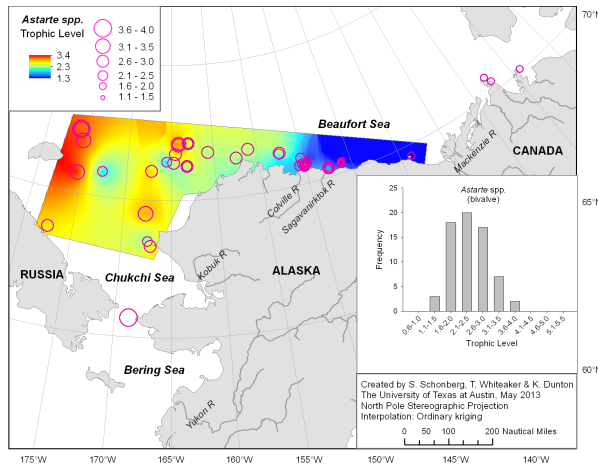 Astarte spp.
Trophic Level
3.4
2.3
1.3
3.6 - 4.0
3.1 - 3.5
2.6 - 3.0
2.1 - 2.5
1.6 - 2.0
1.1 - 1.5
70°N
Beaufort Sea
CANADA
Mackenzie R
65°N
Colville R
Sagavanirktok R
RUSSIA
Chukchi Sea
Kobuk R
ALASKA
Bering Sea
Yukon R
60°N
Astarte spp.
(bivalve)
Frequency
25
20
15
10
5
0
0.6-1.0
1.1-1.5
1.6-2.0
2.1-2.5
2.6-3.0
3.1-3.5
3.6-4.0
4.1-4.5
4.6-5.0
5.1-5.5
Trophic Level
Created by S. Schonberg, T. Whiteaker & K. Dunton
The University of Texas at Austin, May 2013
North Pole Stereographic Projection
Interpolation: Ordinary kriging
0 50 100 200 Nautical Miles
175°W 170°W 165°W 160°W 155°W 150°W 145°W 140°W